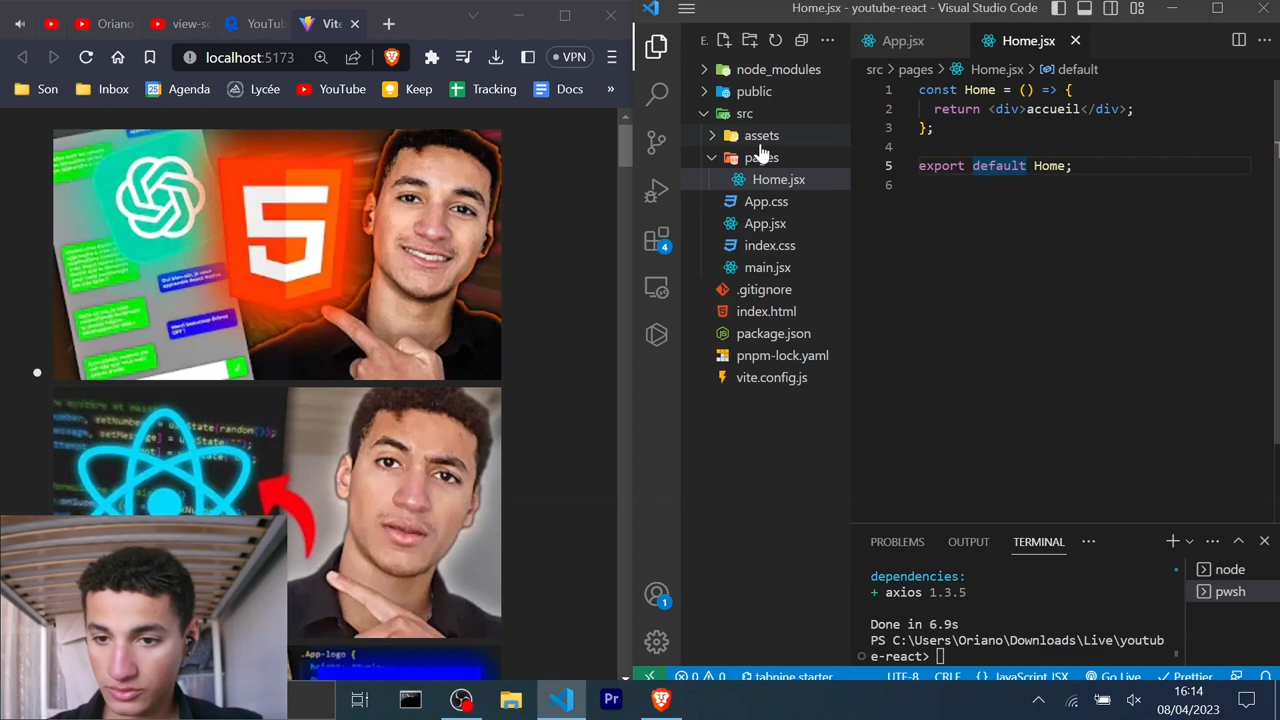 YouTu
Vite
Home.jsx - youtube-react - Visual Studio Code
localhost:5173
VPN
Son
Inbox
Agenda
Lycée
YouTube
Keep
Tracking
Docs
»
E.
node_modules
public
src
assets
pages
Home.jsx
App.css
App.jsx
index.css
main.jsx
.gitignore
index.html
package.json
pnpm-lock.yaml
vite.config.js
4
1
App.jsx
Home.jsx
src > pages > Home.jsx > default
1 const Home = () => {
2 return <div>accueil</div>;
3 };
4
5 export default Home;
6
PROBLEMS
OUTPUT
TERMINAL
dependencies:
+ axios 1.3.5
Done in 6.9s
PS C:\Users\Oriano\Downloads\Live\youtub
e-react>
node
pwsh
0 0
tabnine starter
UTF-8
CRLF
JavaScript JSX
Go Live
Prettier
.App-logo {
Pr
16:14
08/04/2023